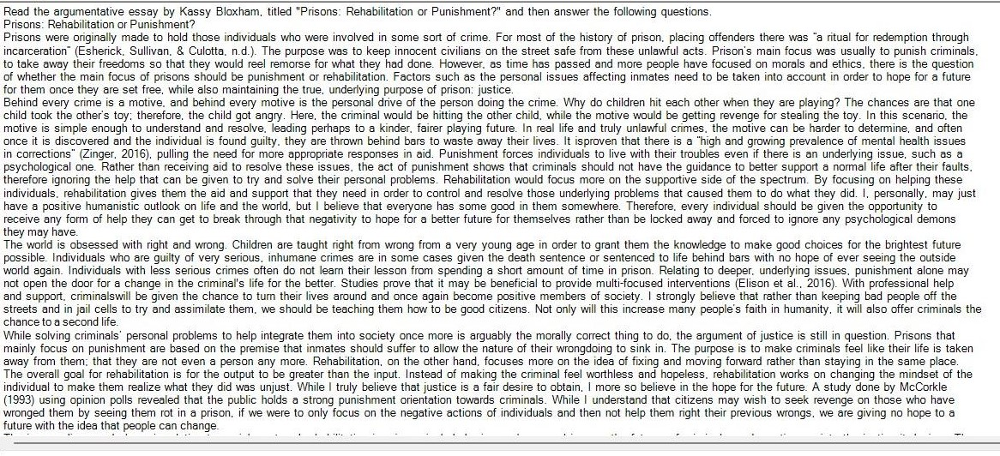 Read the argumentative essay by Kassy Bloxham, titled "Prisons: Rehabilitation or Punishment?" and then answer the following questions.
Prisons: Rehabilitation or Punishment?
Prisons were originally made to hold those individuals who were involved in some sort of crime. For most of the history of prison, placing offenders there was "a ritual for redemption through
incarceration" (Esherick, Sullivan, & Culotta, n.d.). The purpose was to keep innocent civilians on the street safe from these unlawful acts. Prison's main focus was usually to punish criminals,
to take away their freedoms so that they would reel remorse for what they had done. However, as time has passed and more people have focused on morals and ethics, there is the question
of whether the main focus of prisons should be punishment or rehabilitation. Factors such as the personal issues affecting inmates need to be taken into account in order to hope for a future
for them once they are set free, while also maintaining the true, underlying purpose of prison: justice.
Behind every crime is a motive, and behind every motive is the personal drive of the person doing the crime. Why do children hit each other when they are playing? The chances are that one
child took the other's toy; therefore, the child got angry. Here, the criminal would be hitting the other child, while the motive would be getting revenge for stealing the toy. In this scenario, the
motive is simple enough to understand and resolve, leading perhaps to a kinder, fairer playing future. In real life and truly unlawful crimes, the motive can be harder to determine, and often
once it is discovered and the individual is found guilty, they are thrown behind bars to waste away their lives. It isproven that there is a "high and growing prevalence of mental health issues
in corrections" (Zinger, 2016), pulling the need for more appropriate responses in aid. Punishment forces individuals to live with their troubles even if there is an underlying issue, such as a
psychological one. Rather than receiving aid to resolve these issues, the act of punishment shows that criminals should not have the guidance to better support a normal life after their faults,
therefore ignoring the help that can be given to try and solve their personal problems. Rehabilitation would focus more on the supportive side of the spectrum. By focusing on helping these
individuals, rehabilitation gives them the aid and support that they need in order to control and resolve those underlying problems that caused them to do what they did. I, personally, may just
have a positive humanistic outlook on life and the world, but I believe that everyone has some good in them somewhere. Therefore, every individual should be given the opportunity to
receive any form of help they can get to break through that negativity to hope for a better future for themselves rather than be locked away and forced to ignore any psychological demons
they may have.
The world is obsessed with right and wrong. Children are taught right from wrong from a very young age in order to grant them the knowledge to make good choices for the brightest future
possible. Individuals who are guilty of very serious, inhumane crimes are in some cases given the death sentence or sentenced to life behind bars with no hope of ever seeing the outside
world again. Individuals with less serious crimes often do not learn their lesson from spending a short amount of time in prison. Relating to deeper, underlying issues, punishment alone may
not open the door for a change in the criminal's life for the better. Studies prove that it may be beneficial to provide multi-focused interventions (Elison et al., 2016). With professional help
and support, criminalswill be given the chance to turn their lives around and once again become positive members of society. I strongly believe that rather than keeping bad people off the
streets and in jail cells to try and assimilate them, we should be teaching them how to be good citizens. Not only will this increase many people's faith in humanity, it will also offer criminals the
chance to a second life.
While solving criminals' personal problems to help integrate them into society once more is arguably the morally correct thing to do, the argument of justice is still in question. Prisons that
mainly focus on punishment are based on the premise that inmates should suffer to allow the nature of their wrongdoing to sink in. The purpose is to make criminals feel like their life is taken
away from them; that they are not even a person any more. Rehabilitation, on the other hand, focuses more on the idea of fixing and moving forward rather than staying in the same place.
The overall goal for rehabilitation is for the output to be greater than the input. Instead of making the criminal feel worthless and hopeless, rehabilitation works on changing the mindset of the
individual to make them realize what they did was unjust. While I truly believe that justice is a fair desire to obtain, I more so believe in the hope for the future. A study done by McCorkle
(1993) using opinion polls revealed that the public holds a strong punishment orientation towards criminals. While I understand that citizens may wish to seek revenge on those who have
wronged them by seeing them rot in a prison, if we were to only focus on the negative actions of individuals and then not help them right their previous wrongs, we are giving no hope to a
future with the idea that people can change.